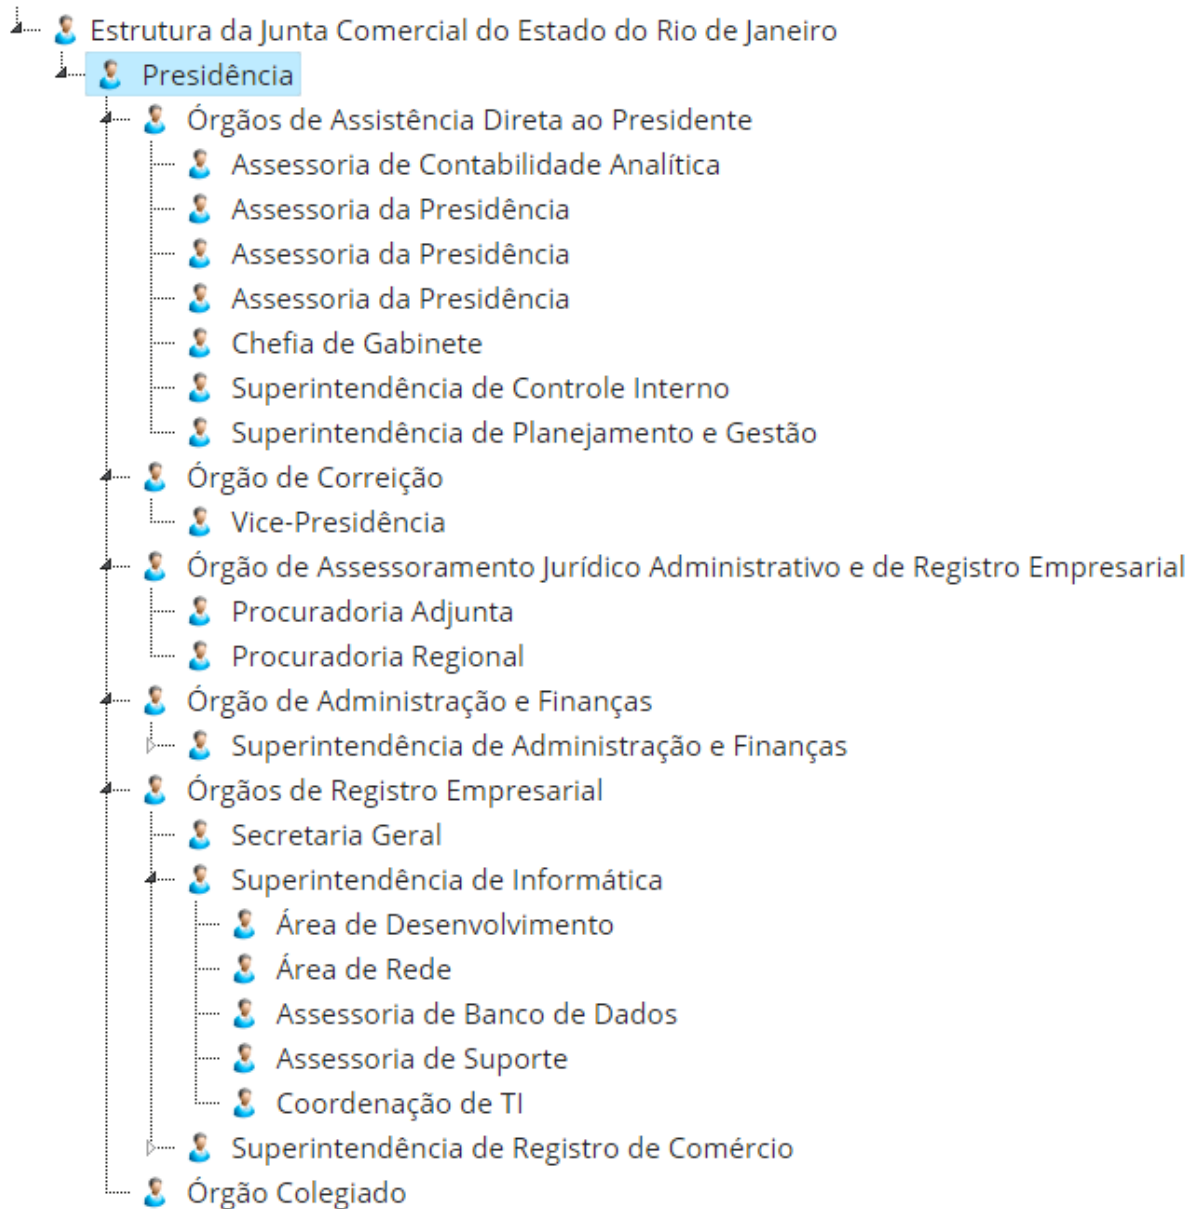 Estrutura da Junta Comercial do Estado do Rio de Janeiro
Presidência
Órgãos de Assistência Direta ao Presidente
Assessoria de Contabilidade Analítica
Assessoria da Presidência
Assessoria da Presidência
Assessoria da Presidência
Chefia de Gabinete
Superintendência de Controle Interno
Superintendência de Planejamento e Gestão
Órgão de Correição
Vice-Presidência
Órgão de Assessoramento Jurídico Administrativo e de Registro Empresarial
Procuradoria Adjunta
Procuradoria Regional
Órgão de Administração e Finanças
Superintendência de Administração e Finanças
Órgãos de Registro Empresarial
Secretaria Geral
Superintendência de Informática
Área de Desenvolvimento
Área de Rede
Assessoria de Banco de Dados
Assessoria de Suporte
Coordenação de TI
Superintendência de Registro de Comércio
Órgão Colegiado